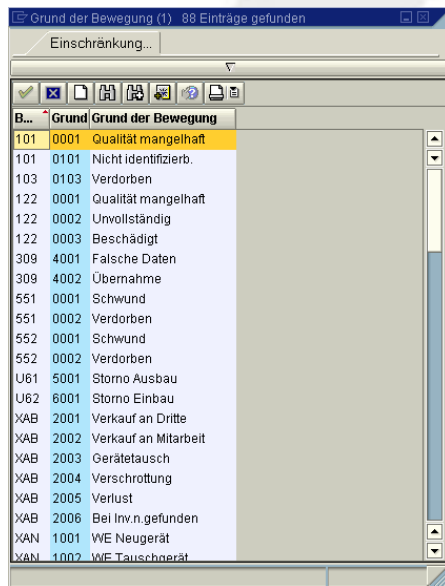 Grund der Bewegung (1) 88 Einträge gefunden
Einschränkung...
B... Grund Grund der Bewegung
101 0001 Qualität mangelhaft
101 0101 Nicht identifizierb.
103 0103 Verdorben
122 0001 Qualität mangelhaft
122 0002 Unvollständig
122 0003 Beschädigt
309 4001 Falsche Daten
309 4002 Übernahme
551 0001 Schwund
551 0002 Verdorben
552 0001 Schwund
552 0002 Verdorben
U61 5001 Storno Ausbau
U62 6001 Storno Einbau
XAB 2001 Verkauf an Dritte
XAB 2002 Verkauf an Mitarbeit
XAB 2003 Gerätetausch
XAB 2004 Verschrottung
XAB 2005 Verlust
XAB 2006 Bei Inv.n.gefunden
XAN 1001 WE Neugerät
XAN 1002 WE Tauschgerät